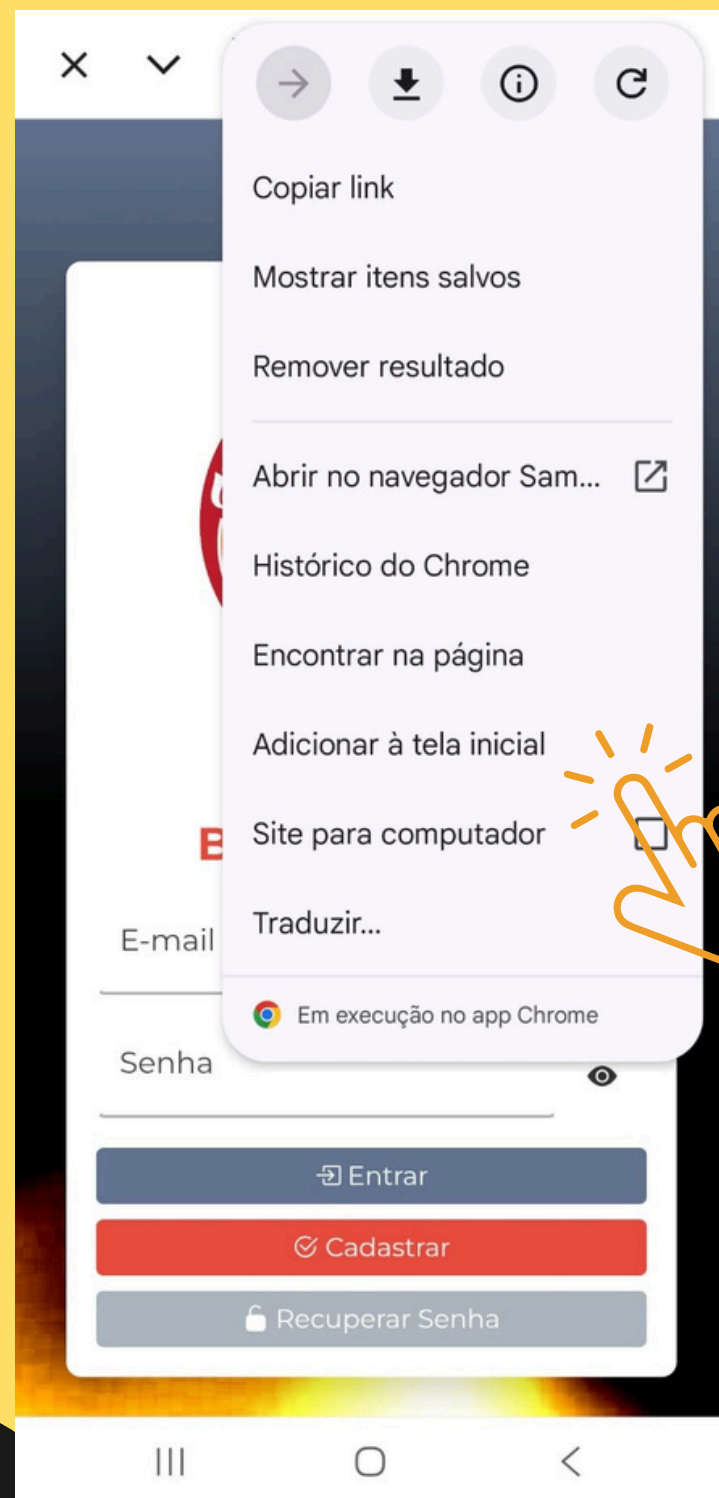 Copiar link
Mostrar itens salvos
Remover resultado
Abrir no navegador Sam...
Histórico do Chrome
Encontrar na página
Adicionar à tela inicial
Site para computador
Traduzir...
Em execução no app Chrome
E-mail
Senha
Entrar
Cadastrar
Recuperar Senha